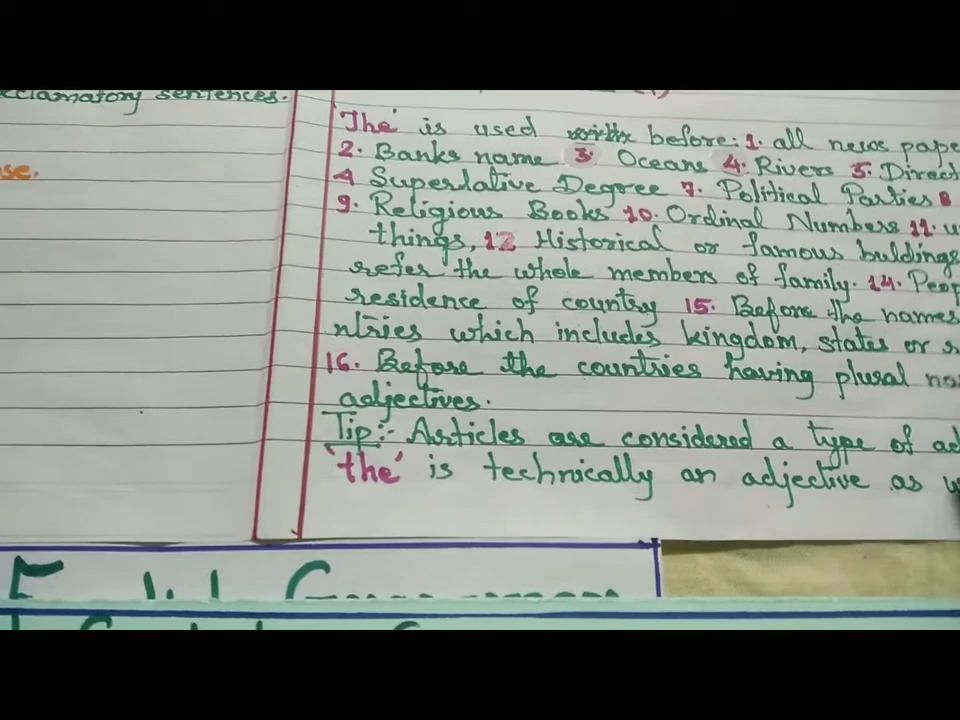 exclamatory sentences.
se.
'The' is used before: 1. all news pape
2. Banks name 3. Oceans 4. Rivers 5. Direct
4 Superlative Degree 7. Political Parties 8
9. Religious Books 10. Ordinal Numbers 11. u
things, 12 Historical or famous buldings
refer the whole members of family. 14. Peop
residence of country 15. Before the names
ntries which includes kingdom, states or r
16. Before the countries having plural no
adjectives.
Tip:- Articles are considered a type of ad
'the' is technically an adjective as w